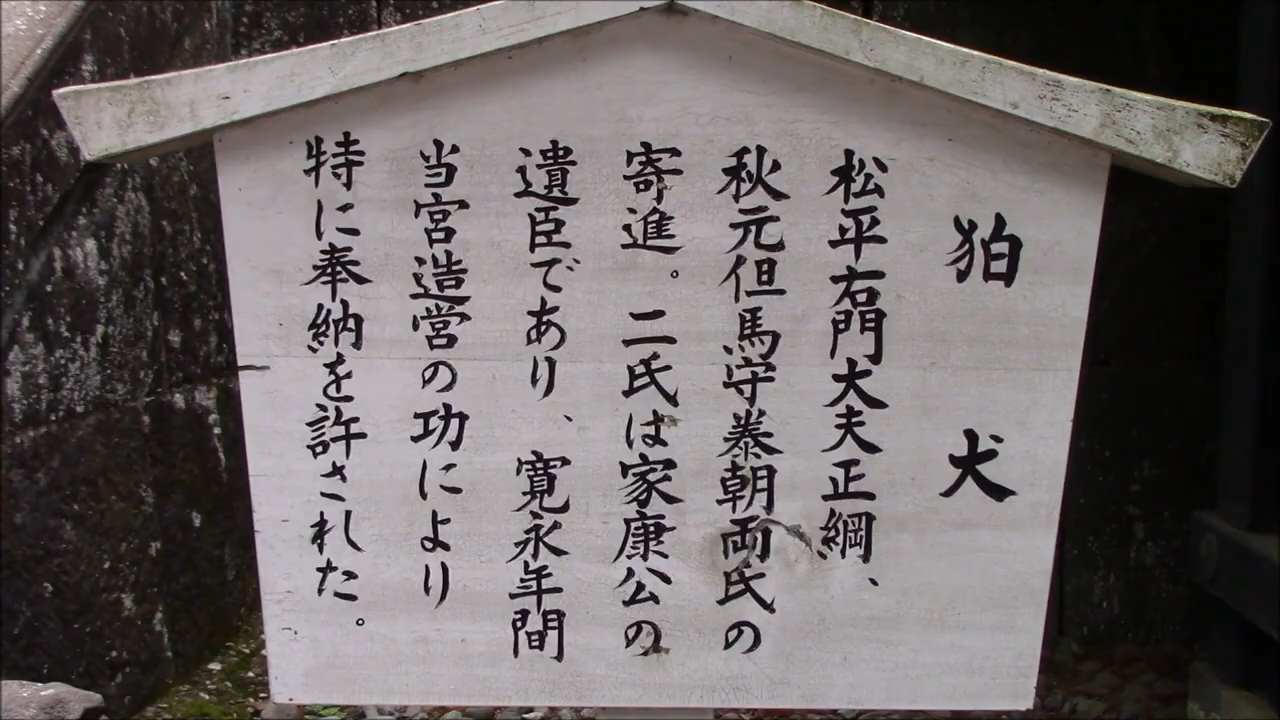 狛犬
松平右門大夫正綱、
秋元但馬守泰朝両氏の
寄進。二氏は家康公の
遺臣であり、寛永年間
当宮造営の功により
特に奉納を許された。